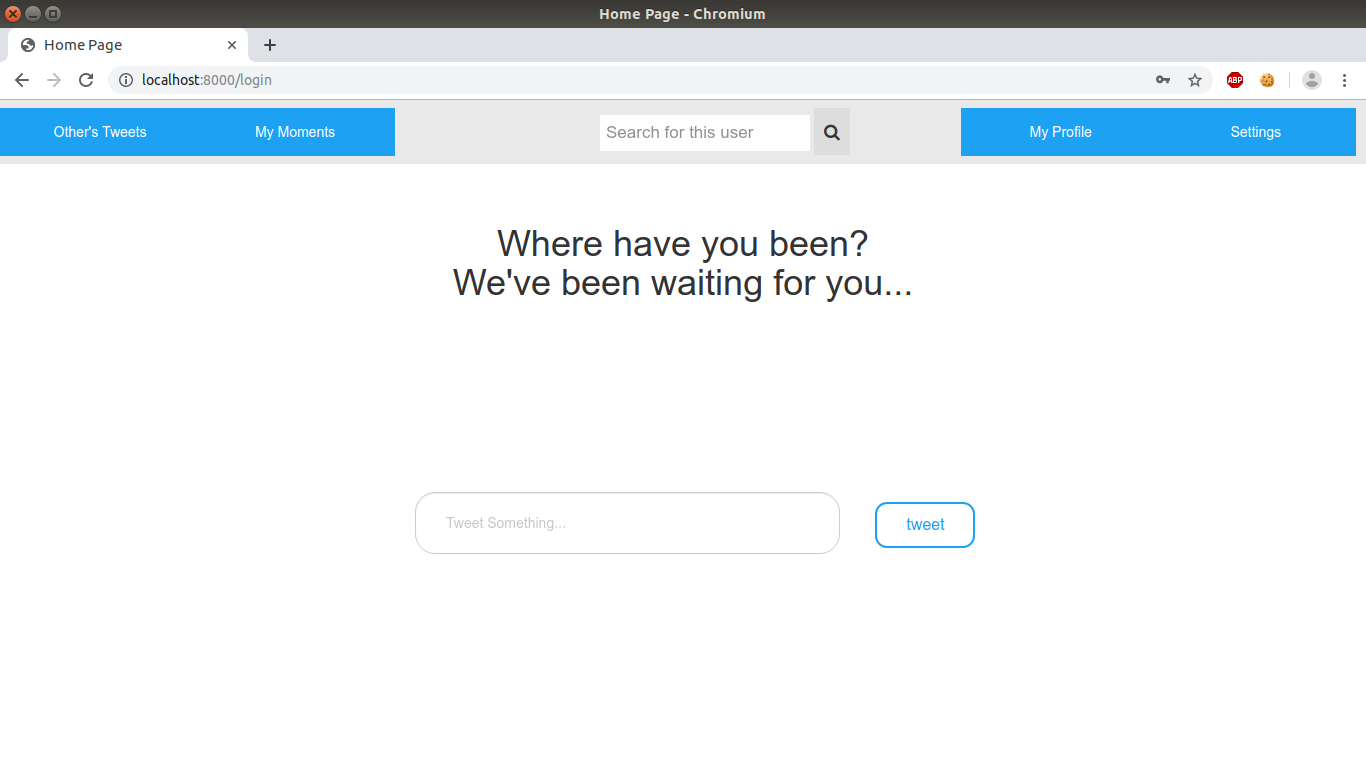 Home Page - Chromium
Home Page
localhost:8000/login
ABP
Other's Tweets My Moments Search for this user My Profile Settings
Where have you been?
We've been waiting for you...
Tweet Something... tweet